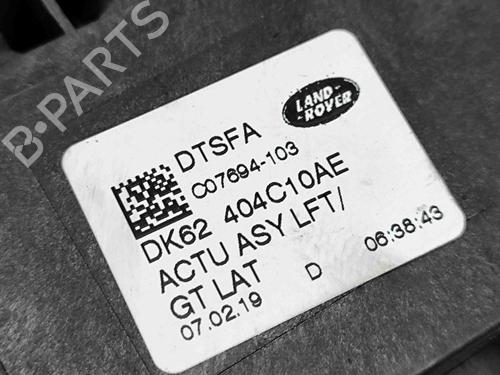 B·PARTS
LAND-
-ROVER
DTSFA
C07694-103
DK62 404C10AE
ACTU ASY LFT/
GT LAT D 06:38:43
07.02.19